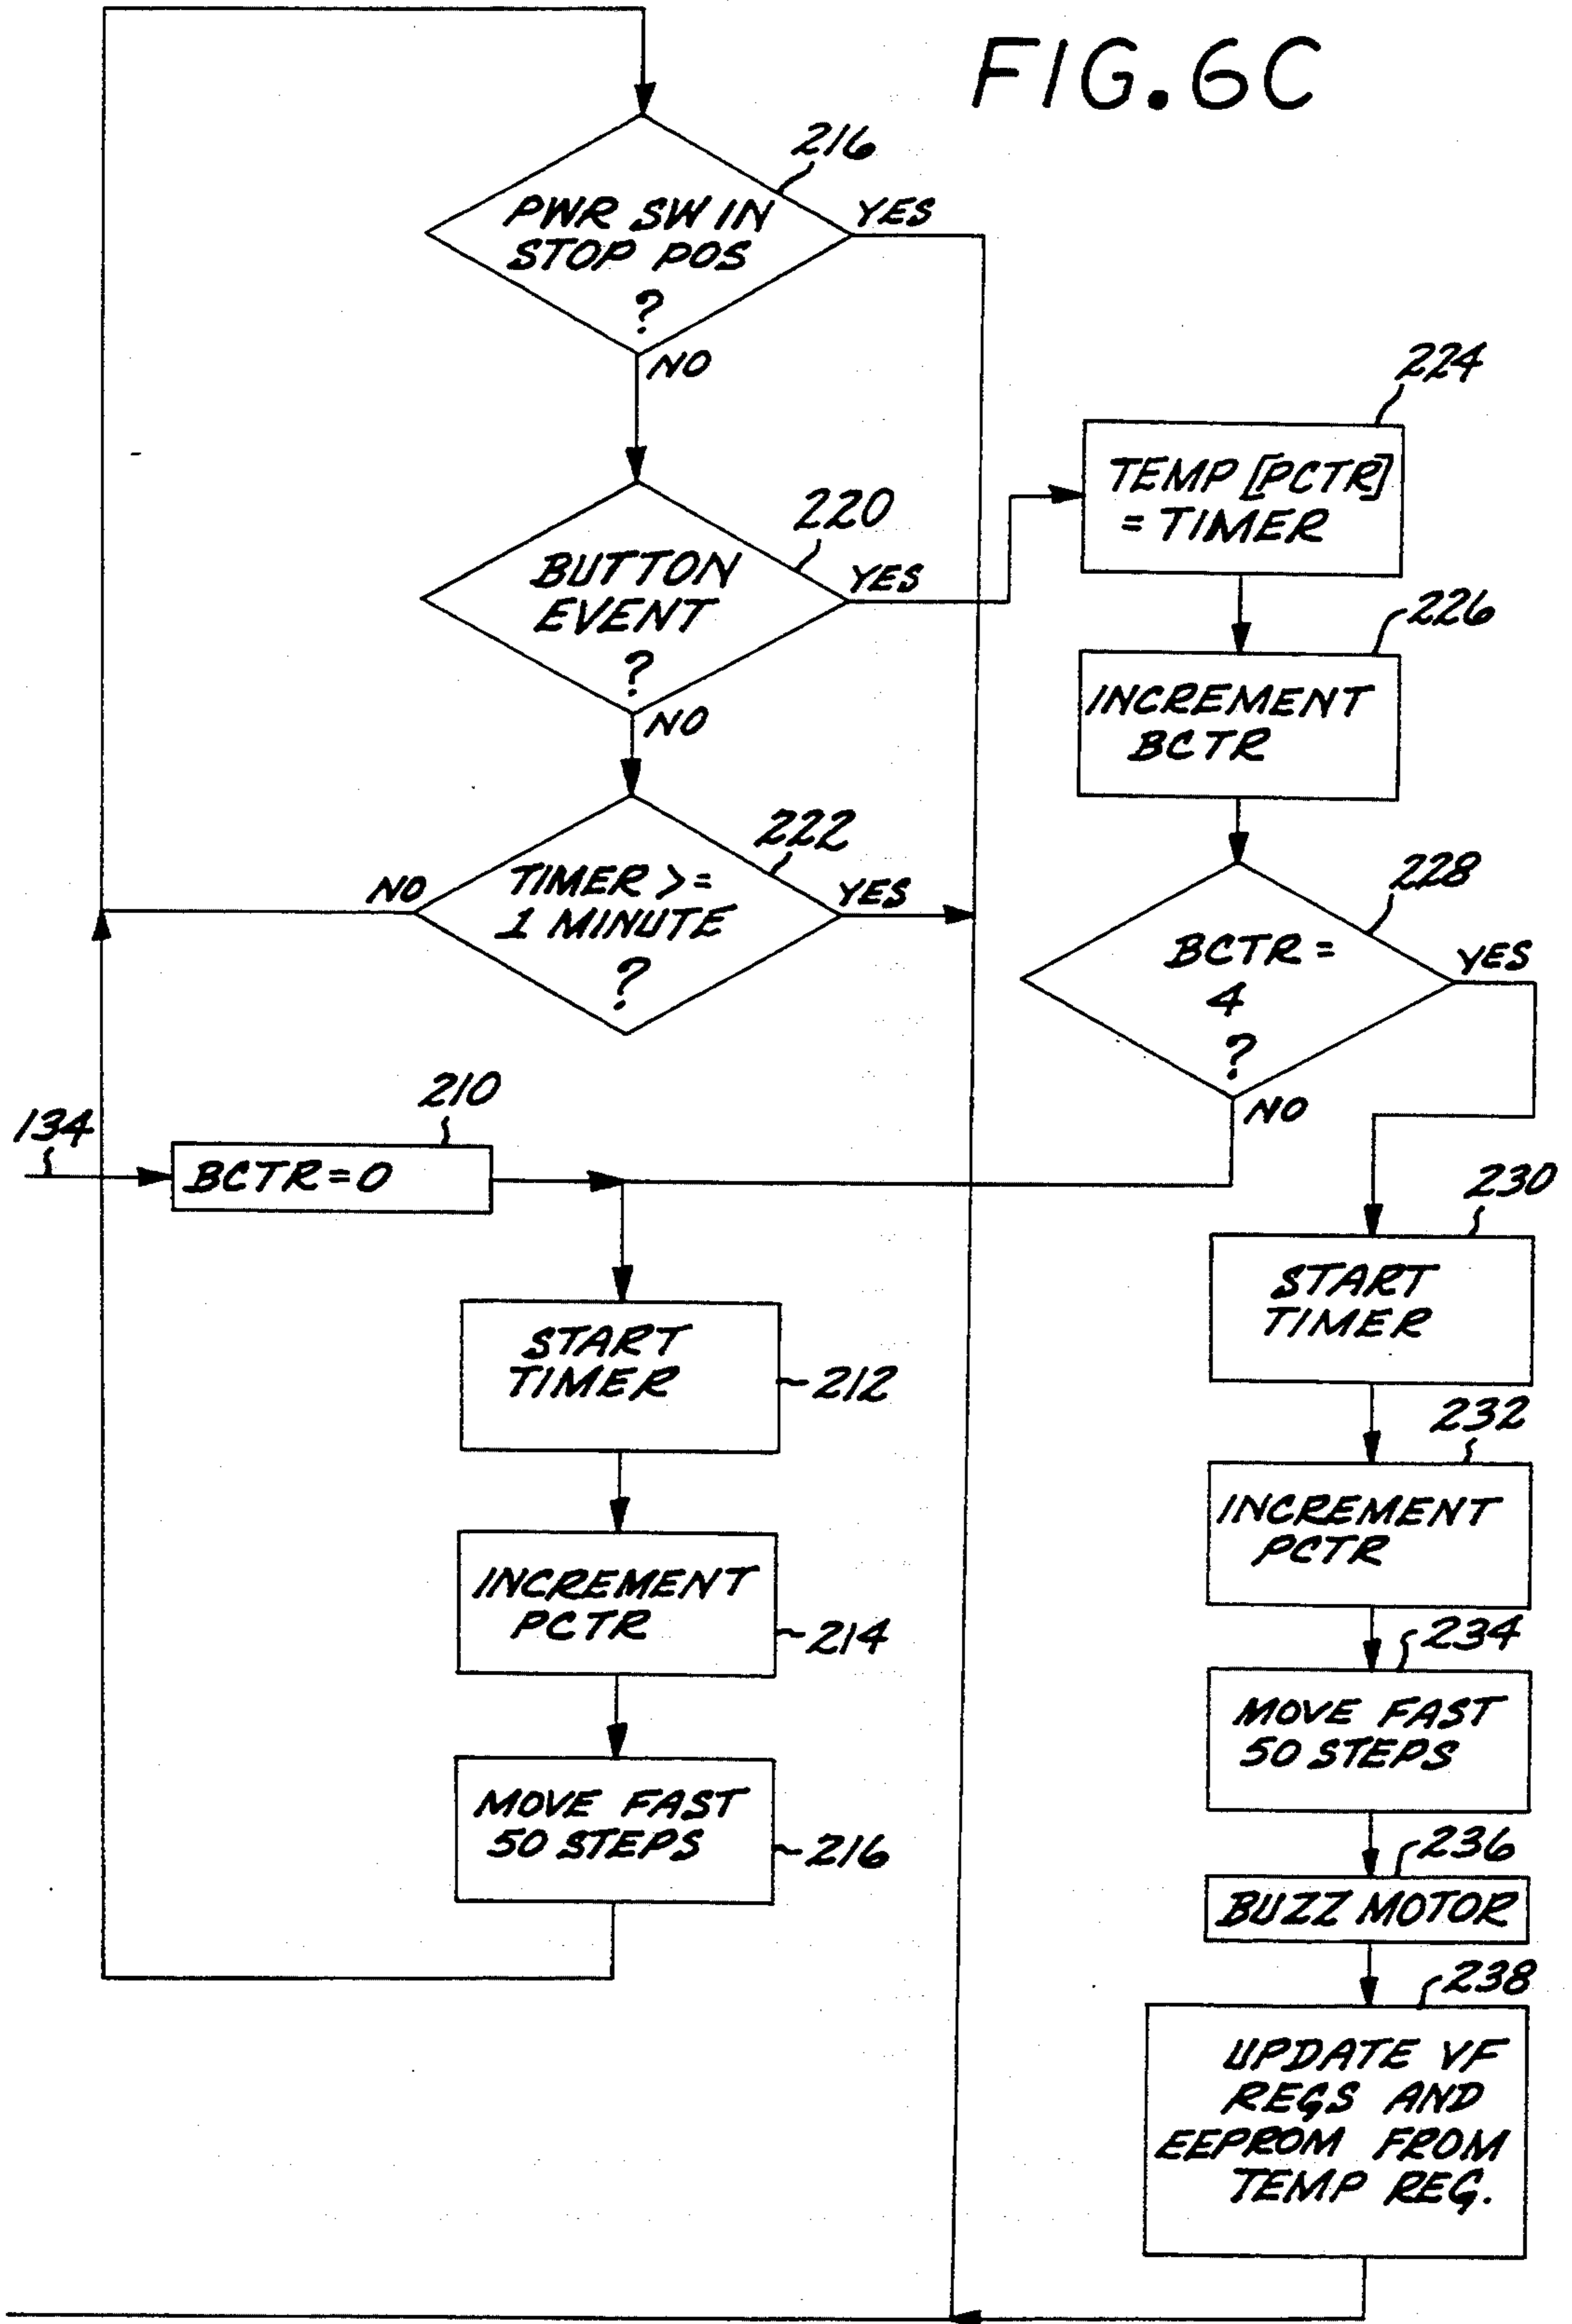 FIG. 6C
216
PWR SW IN
STOP POS
?
YES
NO
220
BUTTON
EVENT
?
YES
NO
222
TIMER >=
1 MINUTE
?
NO
YES
224
TEMP [PCTR]
= TIMER
226
INCREMENT
BCTR
228
BCTR =
4
?
YES
NO
134
210
BCTR = 0
START
TIMER
212
INCREMENT
PCTR
214
MOVE FAST
50 STEPS
216
230
START
TIMER
232
INCREMENT
PCTR
234
MOVE FAST
50 STEPS
236
BUZZ MOTOR
238
UPDATE VF
REGS AND
EEPROM FROM
TEMP REG.